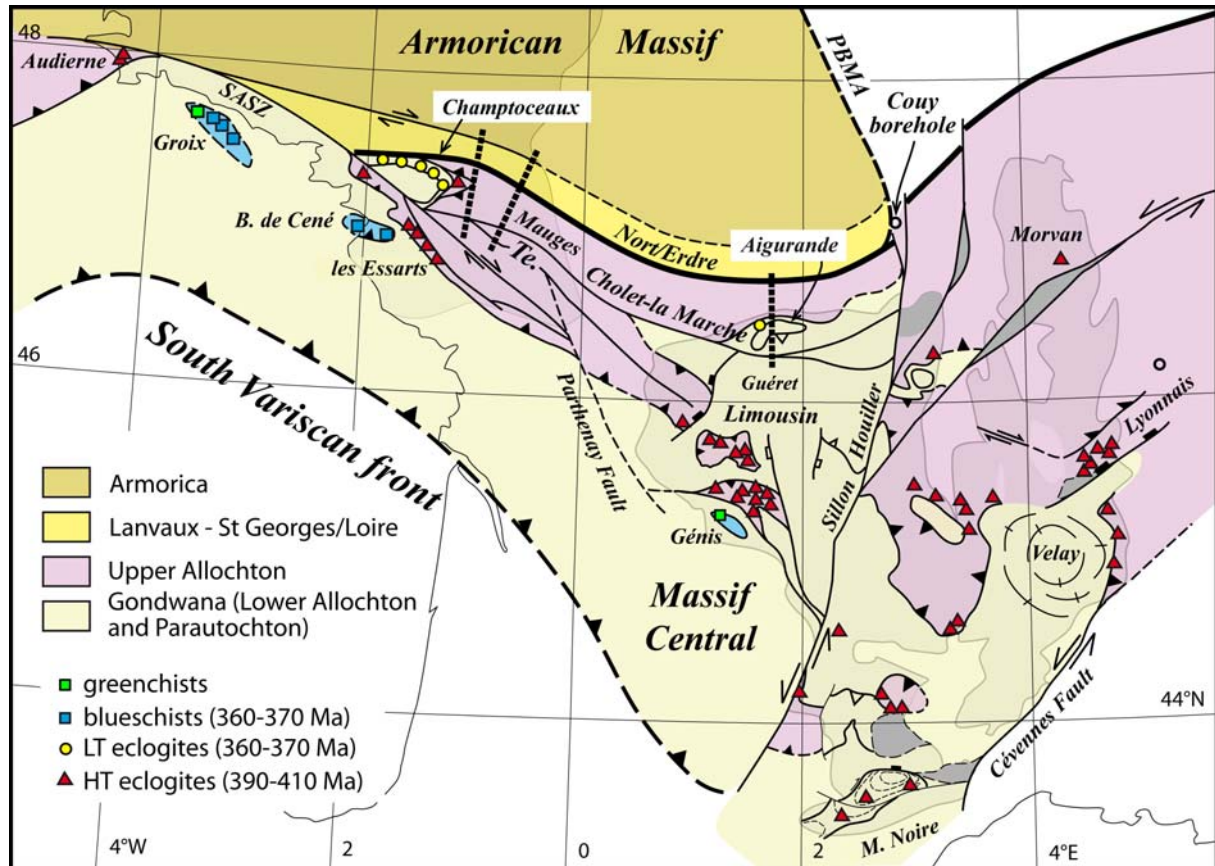 48
Armorican Massif
Audierne
PBMA
SASZ
Champtoceaux
Couy
borehole
Groix
B. de Cené
Mauges
Nort/Erdre
Aigurande
Morvan
les Essarts
Te.
Cholet-la Marche
46
South Variscan front
Parthenay Fault
Guéret
Limousin
Sillon Houiller
Lyonnais
Génis
Velay
Massif
Central
Armorica
Lanvaux - St Georges/Loire
Upper Allochton
Gondwana (Lower Allochton
and Parautochton)
greenchists
blueschists (360-370 Ma)
LT eclogites (360-370 Ma)
HT eclogites (390-410 Ma)
44°N
Cévennes Fault
M. Noire
4°W
2
0
2
4°E